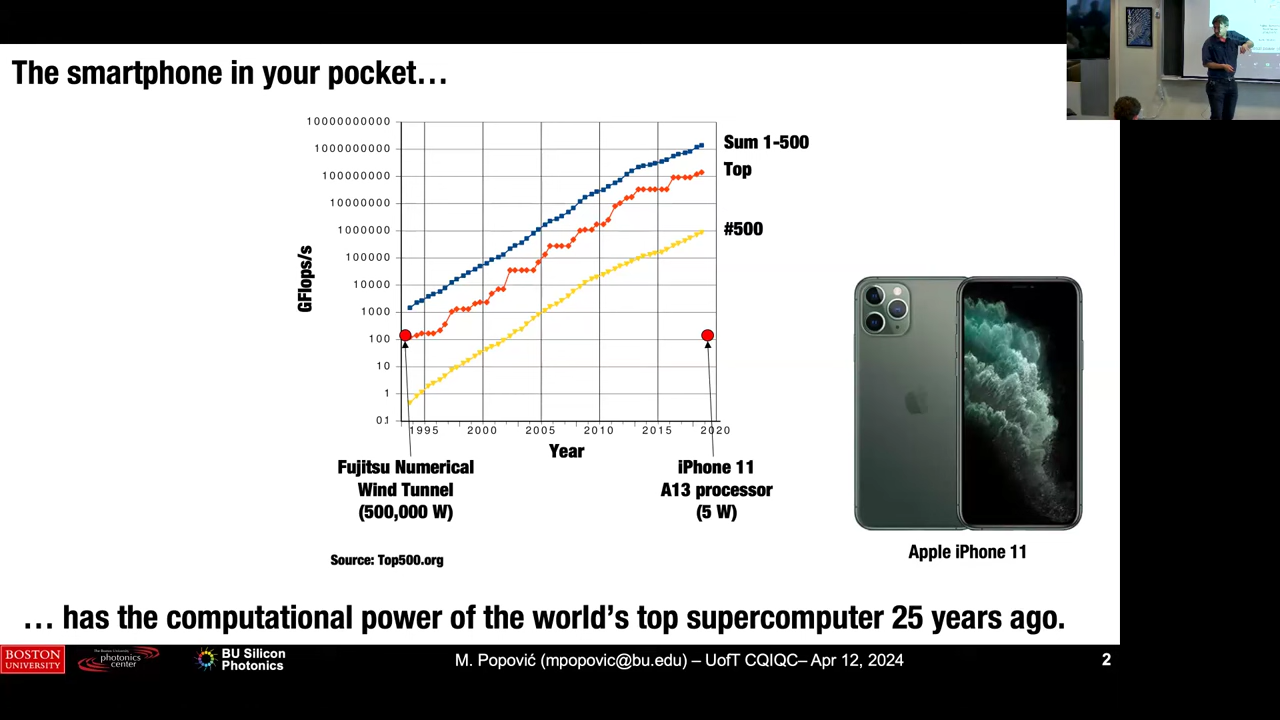 The smartphone in your pocket…
10000000000
1000000000
100000000
10000000
1000000
100000
10000
1000
100
10
1
01
GFlops/s
1995 2000 2005 2010 2015 2020
Year
Sum 1-500
Top
#500
Fujitsu Numerical
Wind Tunnel
(500,000 W)
iPhone 11
A13 processor
(5 W)
Source: Top500.org
Apple iPhone 11
… has the computational power of the world’s top supercomputer 25 years ago.
BOSTON
UNIVERSITY
photonics
center
BU Silicon
Photonics
M. Popović (mpopovic@bu.edu) – UofT CQIQC– Apr 12, 2024
2